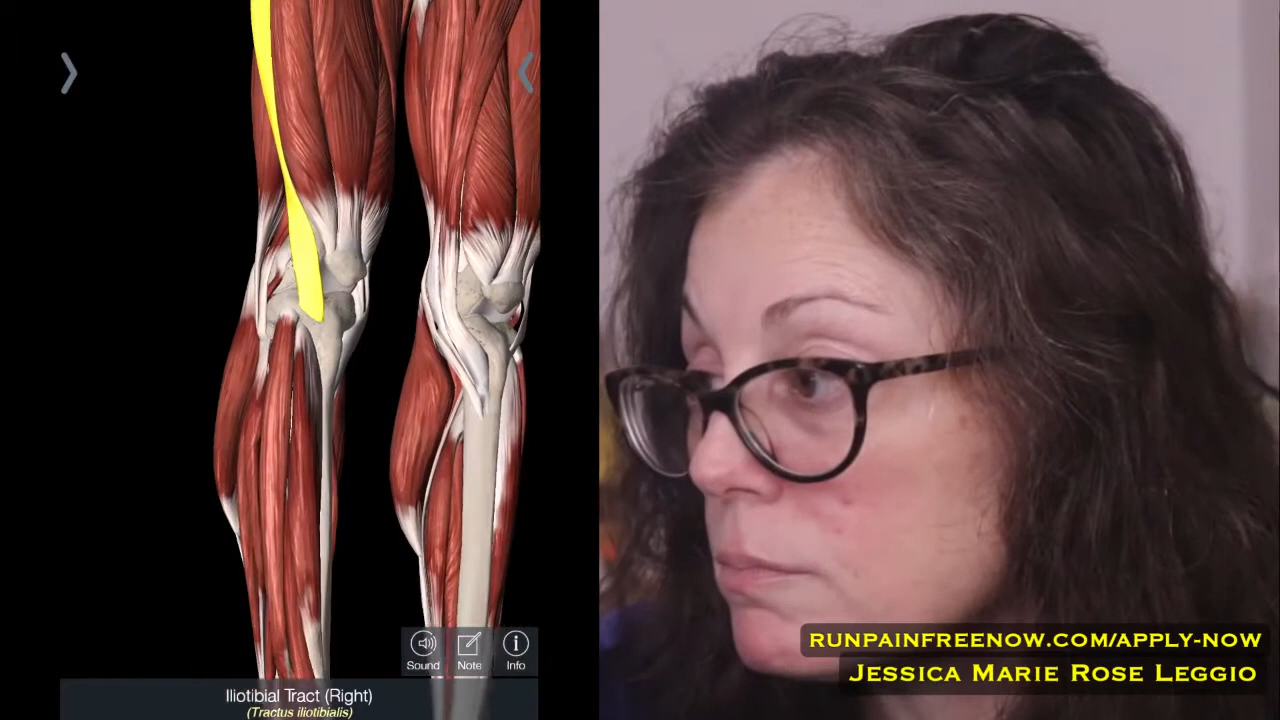 Sound
Note
Info
Iliotibial Tract (Right)
(Tractus iliotibialis)
RUNPAINFREENOW.COM/APPLY-NOW
JESSICA MARIE ROSE LEGGIO